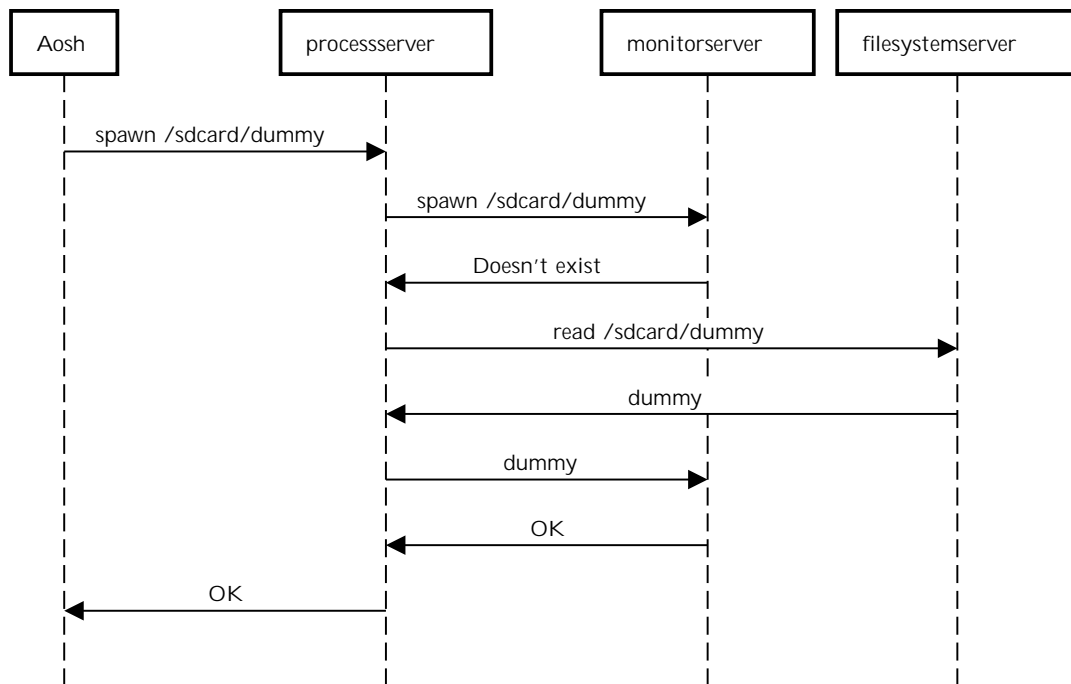 Aosh
processserver
monitorserver
filesystemserver
spawn /sdcard/dummy
spawn /sdcard/dummy
Doesn't exist
read /sdcard/dummy
dummy
dummy
OK
OK